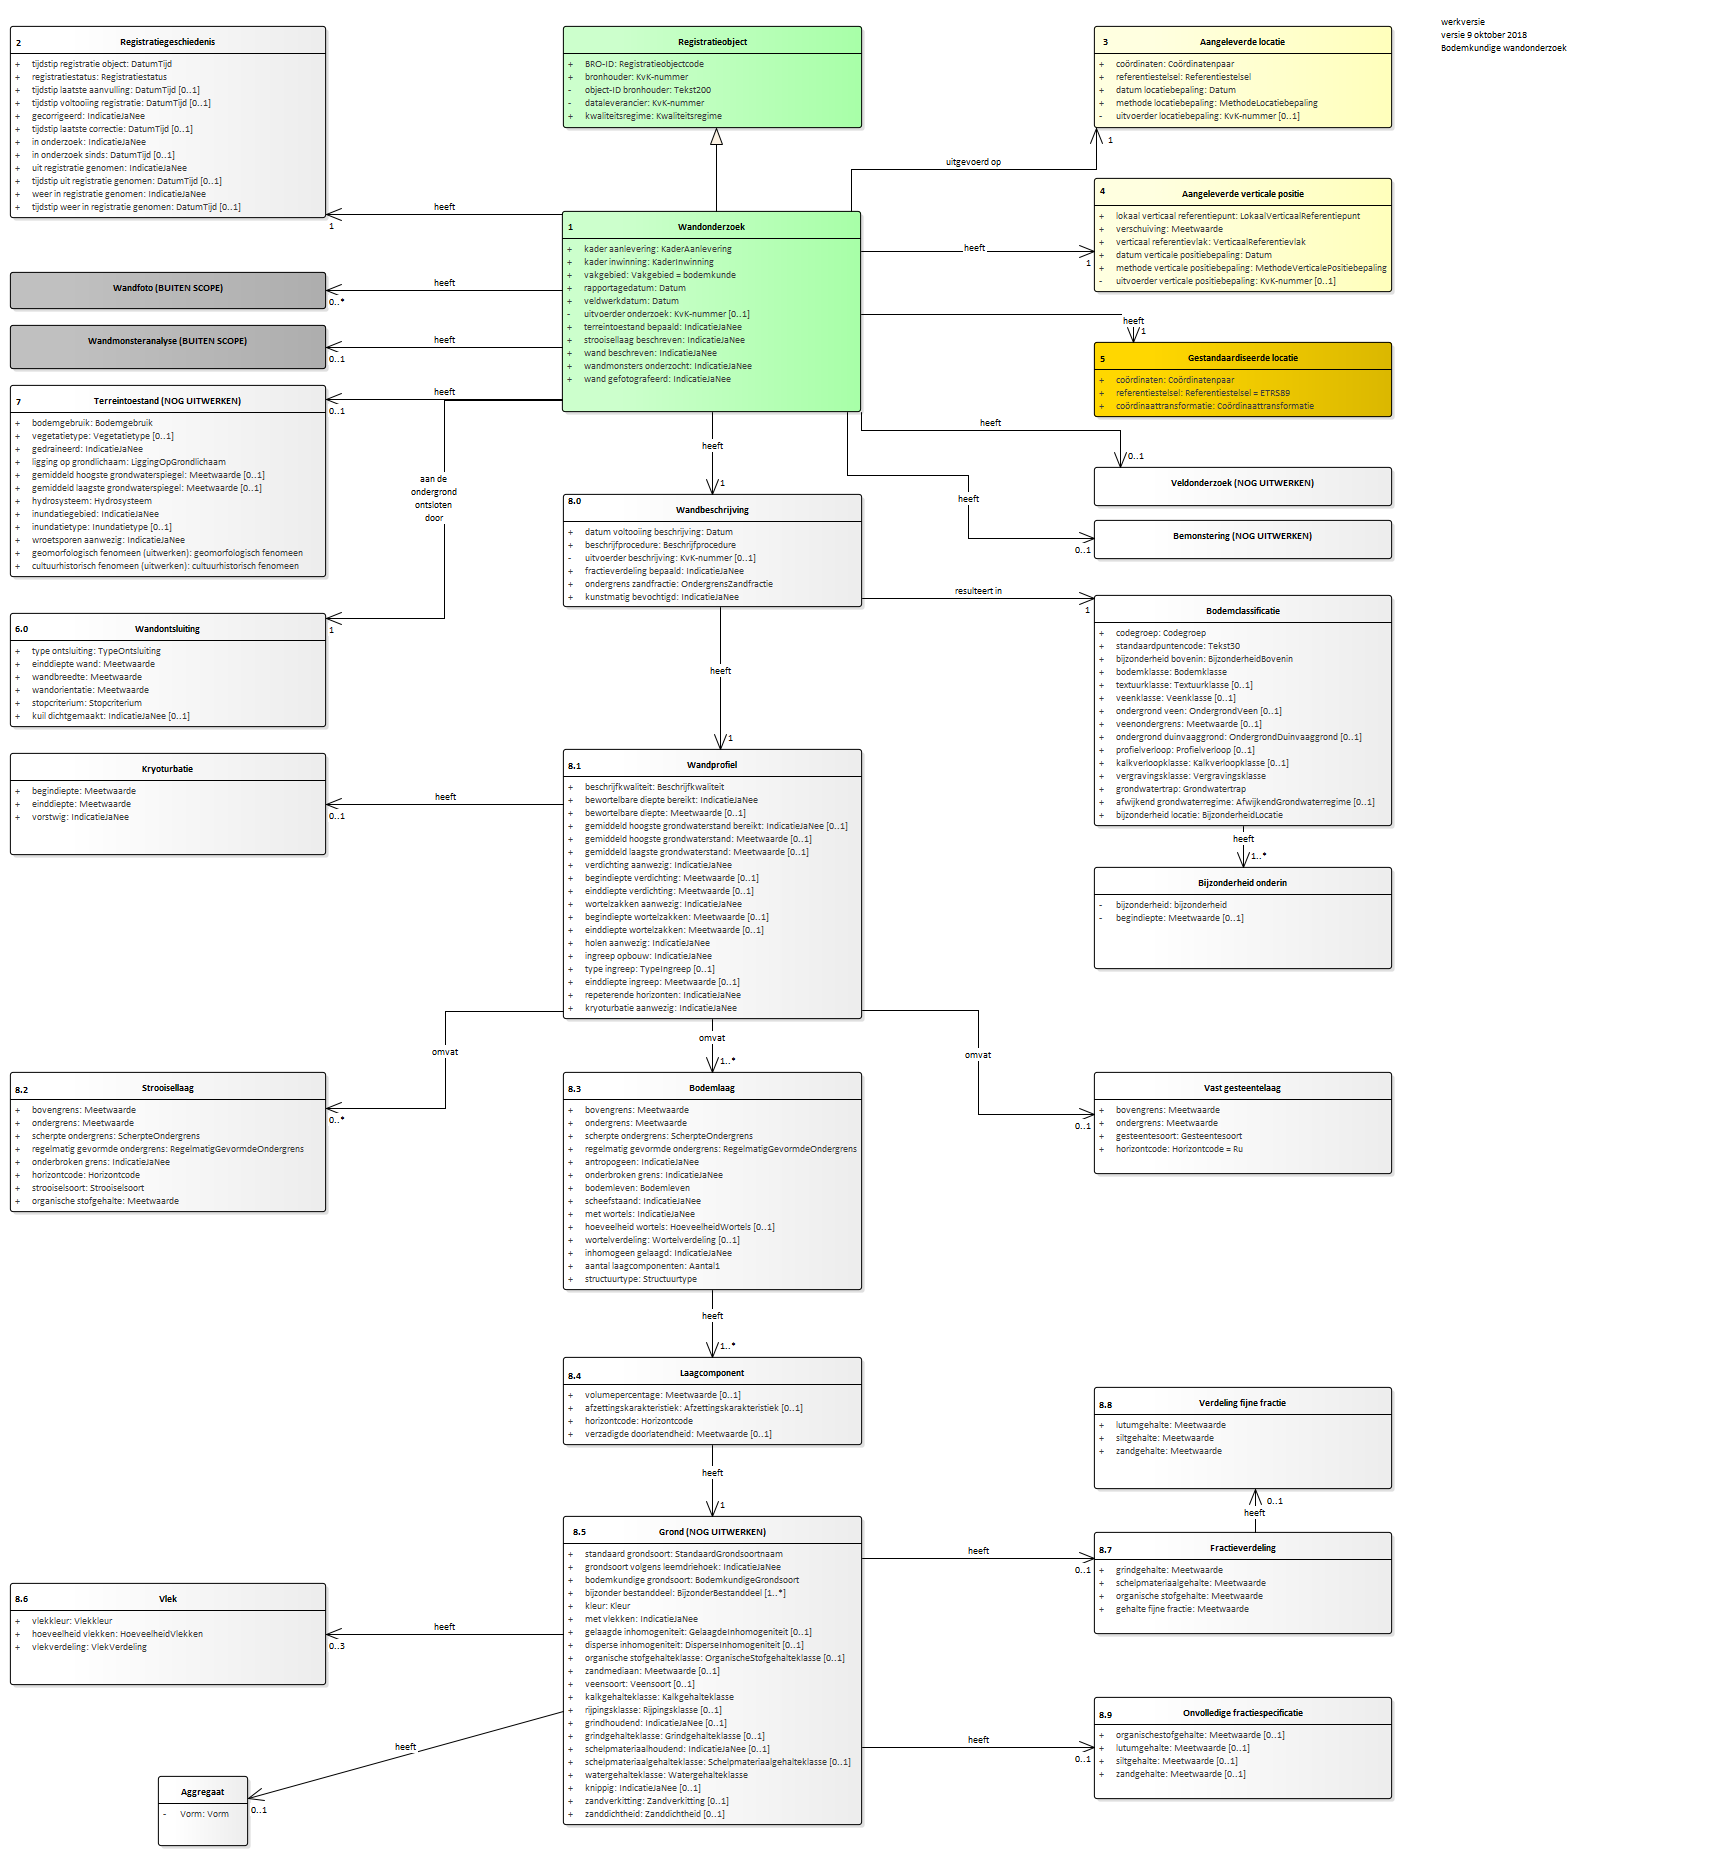 werkversie
versie 9 oktober 2018
Bodemkundige wandonderzoek
2 Registratiegeschiedenis
+ tijdstip registratie object: DatumTijd
+ registratiestatus: Registratiestatus
+ tijdstip laatste aanvulling: DatumTijd [0..1]
+ tijdstip voltooiing registratie: DatumTijd [0..1]
+ gecorrigeerd: IndicatieJaNee
+ tijdstip laatste correctie: DatumTijd [0..1]
+ in onderzoek: IndicatieJaNee
+ in onderzoek sinds: DatumTijd [0..1]
+ uit registratie genomen: IndicatieJaNee
+ tijdstip uit registratie genomen: DatumTijd [0..1]
+ weer in registratie genomen: IndicatieJaNee
+ tijdstip weer in registratie genomen: DatumTijd [0..1]
Registratieobject
+ BRO-ID: Registratieobjectcode
+ bronhouder: KvK-nummer
- object-ID bronhouder: Tekst200
- dataleverancier: KvK-nummer
+ kwaliteitsregime: Kwaliteitsregime
3 Aangeleverde locatie
+ coördinaten: Coördinatenpaar
+ referentiestelsel: Referentiestelsel
+ datum locatiebepaling: Datum
+ methode locatiebepaling: MethodeLocatiebepaling
- uitvoerder locatiebepaling: KvK-nummer [0..1]
1
uitgevoerd op
4 Aangeleverde verticale positie
+ lokaal verticaal referentiepunt: LokaalVerticaalReferentiepunt
+ verschuiving: Meetwaarde
+ verticaal referentievlak: VerticaalReferentievlak
+ datum verticale positiebepaling: Datum
+ methode verticale positiebepaling: MethodeVerticalePositiebepaling
- uitvoerder verticale positiebepaling: KvK-nummer [0..1]
heeft
1
heeft
1
1 Wandonderzoek
+ kader aanlevering: KaderAanlevering
+ kader inwinning: KaderInwinning
+ vakgebied: Vakgebied = bodemkunde
+ rapportagedatum: Datum
+ veldwerkdatum: Datum
- uitvoerder onderzoek: KvK-nummer [0..1]
+ terreintoestand bepaald: IndicatieJaNee
+ strooisellaag beschreven: IndicatieJaNee
+ wand beschreven: IndicatieJaNee
+ wandmonsters onderzocht: IndicatieJaNee
+ wand gefotografeerd: IndicatieJaNee
Wandfoto (BUITEN SCOPE)
heeft
0..*
Wandmonsteranalyse (BUITEN SCOPE)
heeft
0..1
heeft
1
5 Gestandaardiseerde locatie
+ coördinaten: Coördinatenpaar
+ referentiestelsel: Referentiestelsel = ETRS89
+ coördinaattransformatie: Coördinaattransformatie
heeft
0..1
7 Terreintoestand (NOG UITWERKEN)
+ bodemgebruik: Bodemgebruik
+ vegetatietype: Vegetatietype [0..1]
+ gedraineerd: IndicatieJaNee
+ ligging op grondlichaam: LiggingOpGrondlichaam
+ gemiddeld hoogste grondwaterspiegel: Meetwaarde [0..1]
+ gemiddeld laagste grondwaterspiegel: Meetwaarde [0..1]
+ hydrosysteem: Hydrosysteem
+ inundatiegebied: IndicatieJaNee
+ inundatietype: Inundatietype [0..1]
+ wroetsporen aanwezig: IndicatieJaNee
+ geomorfologisch fenomeen (uitwerken): geomorfologisch fenomeen
+ cultuurhistorisch fenomeen (uitwerken): cultuurhistorisch fenomeen
aan de
ondergrond
ontsloten
door
1
heeft
1
heeft
0..1
Veldonderzoek (NOG UITWERKEN)
heeft
0..1
Bemonstering (NOG UITWERKEN)
8.0 Wandbeschrijving
+ datum voltooiing beschrijving: Datum
+ beschrijfprocedure: Beschrijfprocedure
- uitvoerder beschrijving: KvK-nummer [0..1]
+ fractieverdeling bepaald: IndicatieJaNee
+ ondergrens zandfractie: OndergrensZandfractie
+ kunstmatig bevochtigd: IndicatieJaNee
resulteert in
1
6.0 Wandontsluiting
+ type ontsluiting: TypeOntsluiting
+ einddiepte wand: Meetwaarde
+ wandbreedte: Meetwaarde
+ wandorientatie: Meetwaarde
+ stopcriterium: Stopcriterium
+ kuil dichtgemaakt: IndicatieJaNee [0..1]
Bodemclassificatie
+ codegroep: Codegroep
+ standaardpuntencode: Tekst30
+ bijzonderheid bovenin: BijzonderheidBovenin
+ bodemklasse: Bodemklasse
+ textuurklasse: Textuurklasse [0..1]
+ veenklasse: Veenklasse [0..1]
+ ondergrond veen: OndergrondVeen [0..1]
+ veenondergrens: Meetwaarde [0..1]
+ ondergrond duinvaaggrond: OndergrondDuinvaaggrond [0..1]
+ profielverloop: Profielverloop [0..1]
+ kalkverloopklasse: Kalkverloopklasse [0..1]
+ vergravingsklasse: Vergravingsklasse
+ grondwatertrap: Grondwatertrap
+ afwijkend grondwaterregime: AfwijkendGrondwaterregime [0..1]
+ bijzonderheid locatie: BijzonderheidLocatie
heeft
1..*
heeft
1
Kryoturbatie
+ begindiepte: Meetwaarde
+ einddiepte: Meetwaarde
+ vorstwig: IndicatieJaNee
heeft
0..1
8.1 Wandprofiel
+ beschrijfkwaliteit: Beschrijfkwaliteit
+ bewortelbare diepte bereikt: IndicatieJaNee
+ bewortelbare diepte: Meetwaarde [0..1]
+ gemiddeld hoogste grondwaterstand bereikt: IndicatieJaNee [0..1]
+ gemiddeld hoogste grondwaterstand: Meetwaarde [0..1]
+ gemiddeld laagste grondwaterstand: Meetwaarde [0..1]
+ verdichting aanwezig: IndicatieJaNee
+ begindiepte verdichting: Meetwaarde [0..1]
+ einddiepte verdichting: Meetwaarde [0..1]
+ wortelzakken aanwezig: IndicatieJaNee
+ begindiepte wortelzakken: Meetwaarde [0..1]
+ einddiepte wortelzakken: Meetwaarde [0..1]
+ holen aanwezig: IndicatieJaNee
+ ingreep opbouw: IndicatieJaNee
+ type ingreep: TypeIngreep [0..1]
+ einddiepte ingreep: Meetwaarde [0..1]
+ repeterende horizonten: IndicatieJaNee
+ kryoturbatie aanwezig: IndicatieJaNee
Bijzonderheid onderin
- bijzonderheid: bijzonderheid
- begindiepte: Meetwaarde [0..1]
omvat
0..*
omvat
1..*
omvat
0..1
8.2 Strooisellaag
+ bovengrens: Meetwaarde
+ ondergrens: Meetwaarde
+ scherpte ondergrens: ScherpteOndergrens
+ regelmatig gevormde ondergrens: RegelmatigGevormdeOndergrens
+ onderbroken grens: IndicatieJaNee
+ horizontcode: Horizontcode
+ strooiselsoort: Strooiselsoort
+ organische stofgehalte: Meetwaarde
8.3 Bodemlaag
+ bovengrens: Meetwaarde
+ ondergrens: Meetwaarde
+ scherpte ondergrens: ScherpteOndergrens
+ regelmatig gevormde ondergrens: RegelmatigGevormdeOndergrens
+ antropogeen: IndicatieJaNee
+ onderbroken grens: IndicatieJaNee
+ bodemleven: Bodemleven
+ scheefstaand: IndicatieJaNee
+ met wortels: IndicatieJaNee
+ hoeveelheid wortels: HoeveelheidWortels [0..1]
+ wortelverdeling: Wortelverdeling [0..1]
+ inhomogeen gelaagd: IndicatieJaNee
+ aantal laagcomponenten: Aantal1
+ structuurtype: Structuurtype
Vast gesteentelaag
+ bovengrens: Meetwaarde
+ ondergrens: Meetwaarde
+ gesteentesoort: Gesteentesoort
+ horizontcode: Horizontcode = Ru
heeft
1..*
8.4 Laagcomponent
+ volumepercentage: Meetwaarde [0..1]
+ afzettingskarakteristiek: Afzettingskarakteristiek [0..1]
+ horizontcode: Horizontcode
+ verzadigde doorlatendheid: Meetwaarde [0..1]
heeft
1
8.8 Verdeling fijne fractie
+ lutumgehalte: Meetwaarde
+ siltgehalte: Meetwaarde
+ zandgehalte: Meetwaarde
0..1
heeft
8.5 Grond (NOG UITWERKEN)
+ standaard grondsoort: StandaardGrondsoortnaam
+ grondsoort volgens leemdriehoek: IndicatieJaNee
+ bodemkundige grondsoort: BodemkundigeGrondsoort
+ bijzonder bestanddeel: BijzonderBestanddeel [1..*]
+ kleur: Kleur
+ met vlekken: IndicatieJaNee
+ gelaagde inhomogeniteit: GelaagdeInhomogeniteit [0..1]
+ disperse inhomogeniteit: DisperseInhomogeniteit [0..1]
+ organische stofgehalteklasse: OrganischeStofgehalteklasse [0..1]
+ zandmediaan: Meetwaarde [0..1]
+ veensoort: Veensoort [0..1]
+ kalkgehalteklasse: Kalkgehalteklasse
+ rijpingsklasse: Rijpingsklasse [0..1]
+ grindhoudend: IndicatieJaNee [0..1]
+ grindgehalteklasse: Grindgehalteklasse [0..1]
+ schelpmateriaalhoudend: IndicatieJaNee [0..1]
+ schelpmateriaalgehalteklasse: Schelpmateriaalgehalteklasse [0..1]
+ watergehalteklasse: Watergehalteklasse
+ knippig: IndicatieJaNee [0..1]
+ zandverkitting: Zandverkitting [0..1]
+ zanddichtheid: Zanddichtheid [0..1]
heeft
0..1
8.7 Fractieverdeling
+ grindgehalte: Meetwaarde
+ schelpmateriaalgehalte: Meetwaarde
+ organische stofgehalte: Meetwaarde
+ gehalte fijne fractie: Meetwaarde
8.6 Vlek
+ vlekkleur: Vlekkleur
+ hoeveelheid vlekken: HoeveelheidVlekken
+ vlekverdeling: VlekVerdeling
heeft
0..3
heeft
0..1
8.9 Onvolledige fractiespecificatie
+ organischestofgehalte: Meetwaarde [0..1]
+ lutumgehalte: Meetwaarde [0..1]
+ siltgehalte: Meetwaarde [0..1]
+ zandgehalte: Meetwaarde [0..1]
heeft
0..1
Aggregaat
- Vorm: Vorm